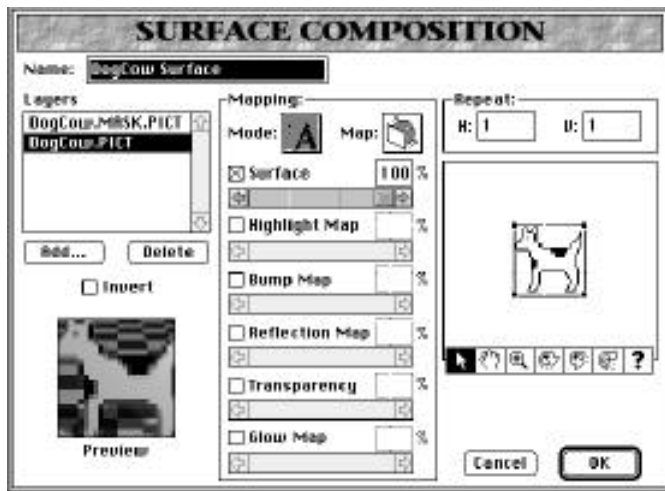 SURFACE COMPOSITION
Name: DogCow Surface
Layers
DogCow.MASK.PICT
DogCow.PICT
Add... Delete
Invert
Preview
Mapping:
Mode: A Map:
Surface 100 %
Highlight Map %
Bump Map %
Reflection Map %
Transparency %
Glow Map %
Repeat:
H: 1 V: 1
?
Cancel OK